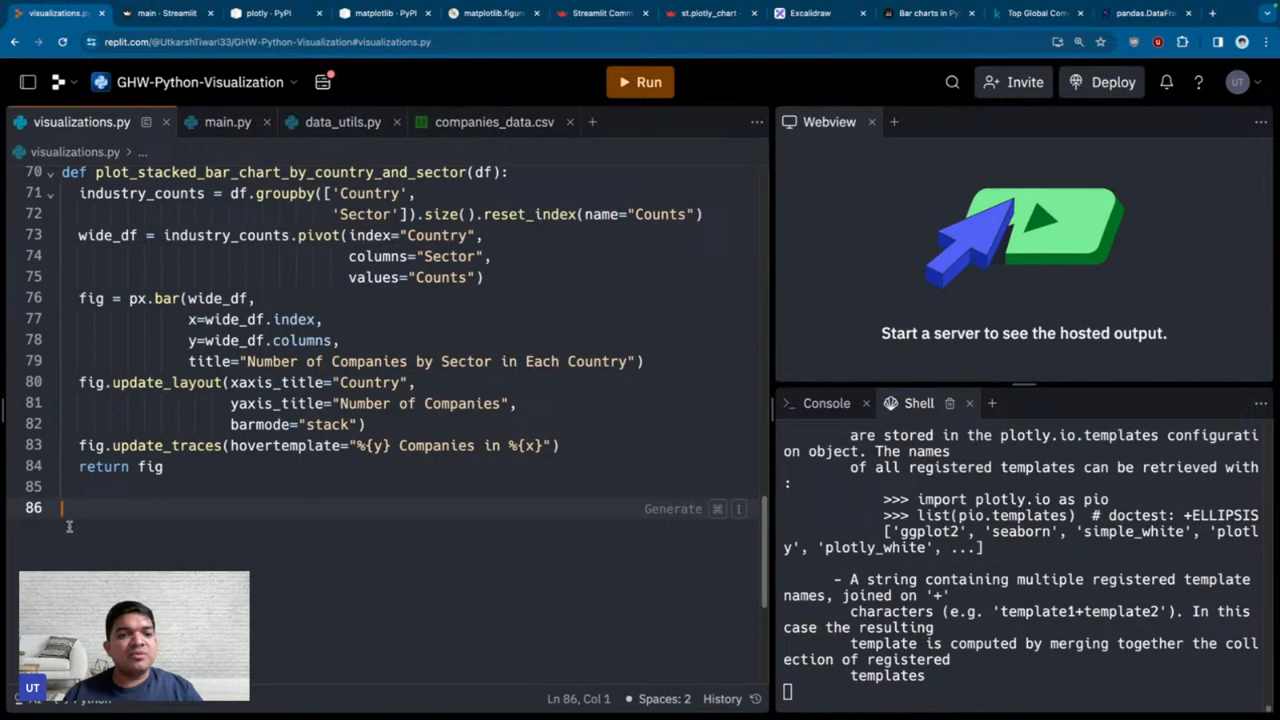 main - Streamlit
plotly · PyPI
matplotlib · PyPI
matplotlib.figur
Streamlit Comm
st.plotly_chart
Excalidraw
Bar charts in Py
Top Global Com
pandas.DataFra
replit.com/@UtkarshTiwari33/GHW-Python-Visualization#visualizations.py
GHW-Python-Visualization
Run
Invite
Deploy
UT
visualizations.py
main.py
data_utils.py
companies_data.csv
Webview
visualizations.py > ...
70 def plot_stacked_bar_chart_by_country_and_sector(df):
71 industry_counts = df.groupby(['Country',
72 'Sector']).size().reset_index(name="Counts")
73 wide_df = industry_counts.pivot(index="Country",
74 columns="Sector",
75 values="Counts")
76 fig = px.bar(wide_df,
77 x=wide_df.index,
78 y=wide_df.columns,
79 title="Number of Companies by Sector in Each Country")
80 fig.update_layout(xaxis_title="Country",
81 yaxis_title="Number of Companies",
82 barmode="stack")
83 fig.update_traces(hovertemplate="%{y} Companies in %{x}")
84 return fig
85
86
Generate ⌘ I
Start a server to see the hosted output.
Console
Shell
are stored in the plotly.io.templates configurati
on object. The names
of all registered templates can be retrieved with
:
>>> import plotly.io as pio
>>> list(pio.templates)  # doctest: +ELLIPSIS
['ggplot2', 'seaborn', 'simple_white', 'plotl
y', 'plotly_white', ...]
- A string containing multiple registered template
names, joined on '+'
characters (e.g. 'template1+template2'). In this
case the resulting
template is computed by merging together the coll
ection of registered
templates
UT
Ln 86, Col 1
Spaces: 2
History